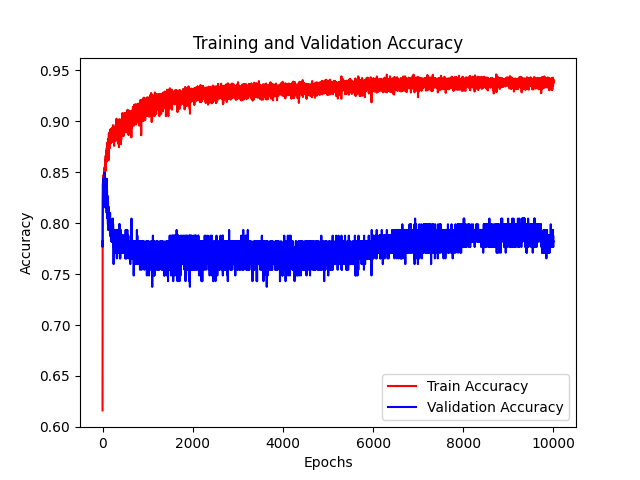 Training and Validation Accuracy
0.95
0.90
0.85
0.80
0.75
0.70
0.65
0.60
Accuracy
0 2000 4000 6000 8000 10000
Epochs
Train Accuracy
Validation Accuracy